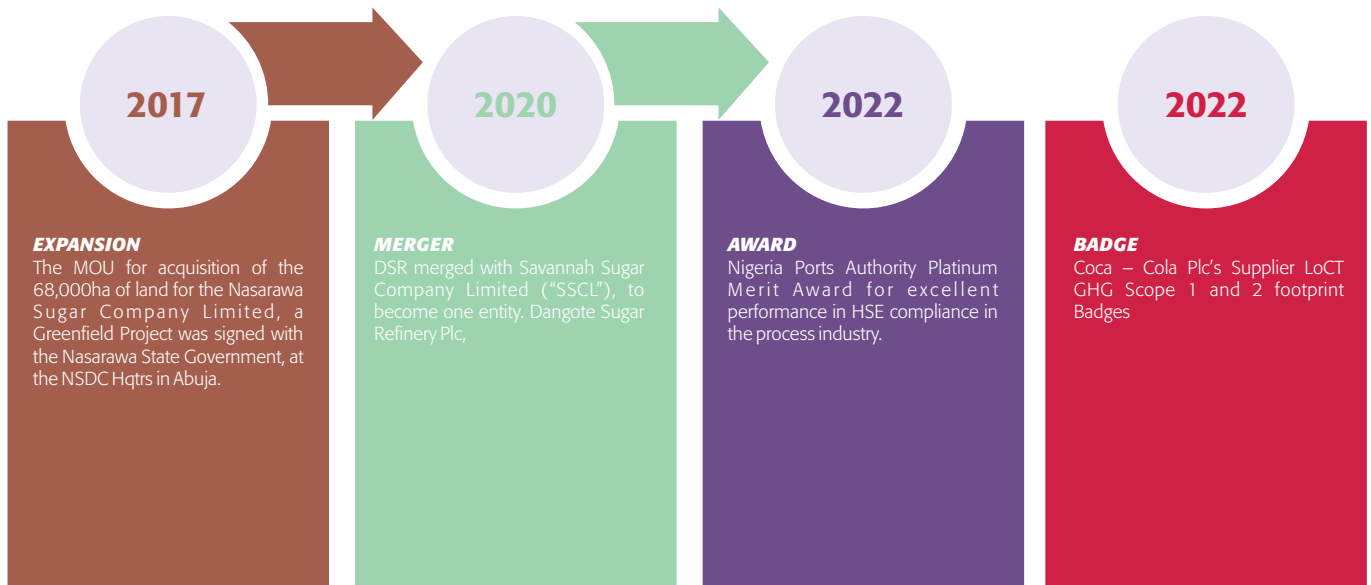 2017
EXPANSION
The MOU for acquisition of the
68,000ha of land for the Nasarawa
Sugar Company Limited, a
Greenfield Project was signed with
the Nasarawa State Government, at
the NSDC Hqtrs in Abuja.
2020
MERGER
DSR merged with Savannah Sugar
Company Limited (“SSCL”), to
become one entity. Dangote Sugar
Refinery Plc,
2022
AWARD
Nigeria Ports Authority Platinum
Merit Award for excellent
performance in HSE compliance in
the process industry.
2022
BADGE
Coca – Cola Plc’s Supplier LoCT
GHG Scope 1 and 2 footprint
Badges